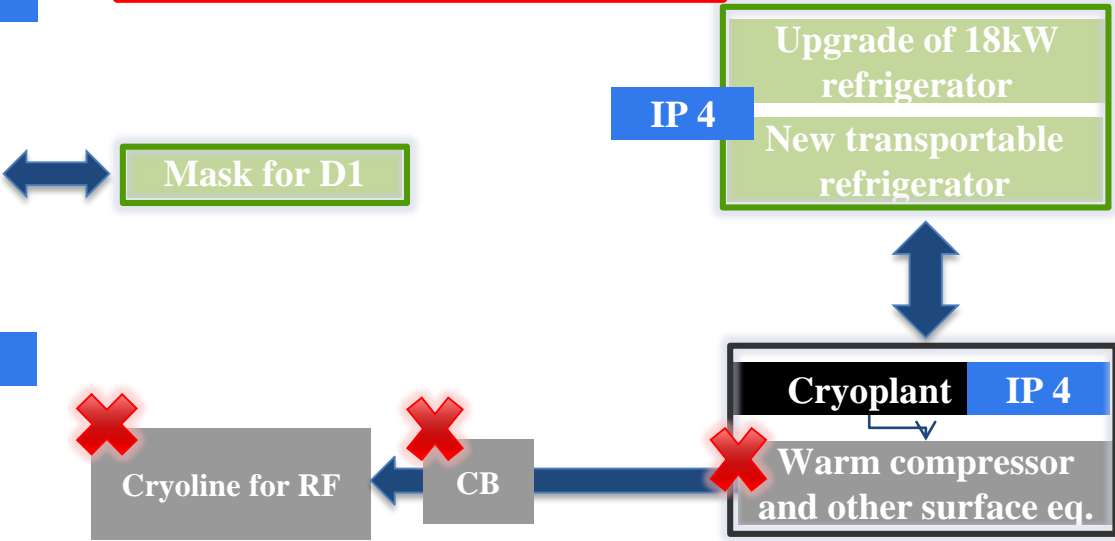 Upgrade of 18kW
refrigerator
IP 4
New transportable
refrigerator
Mask for D1
Cryoplant IP 4
Warm compressor
and other surface eq.
CB
Cryoline for RF